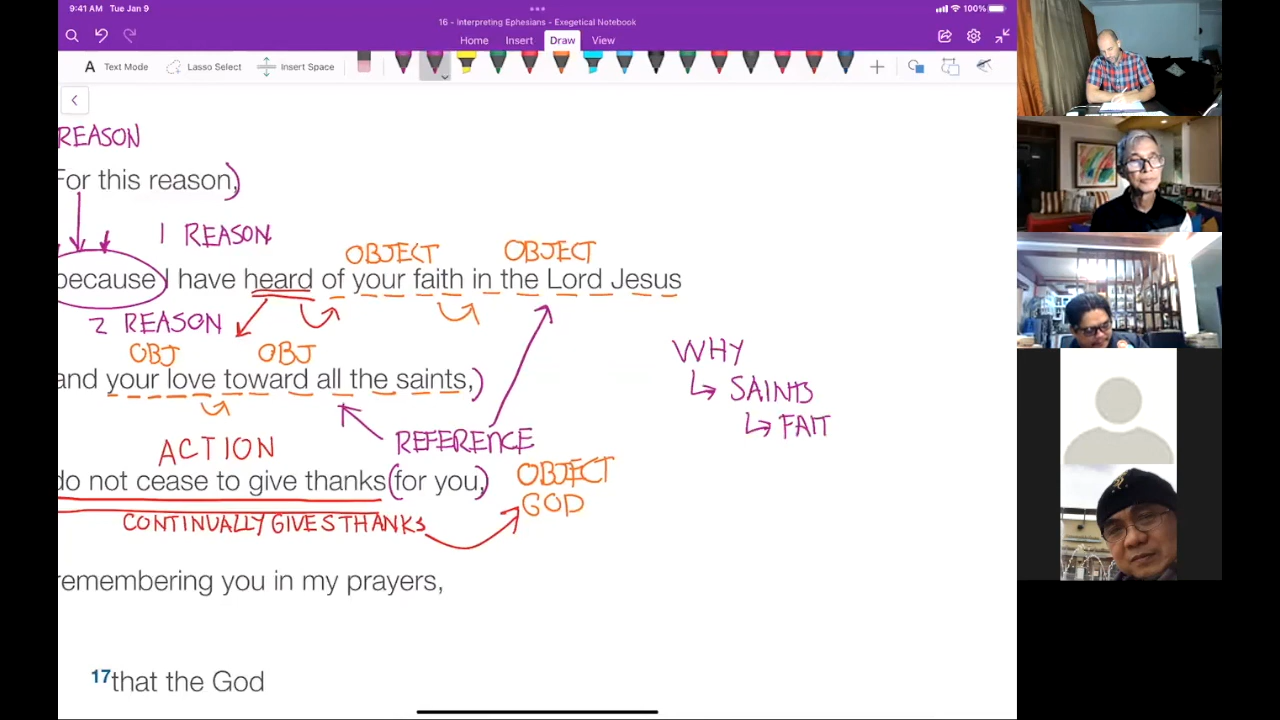 9:41 AM Tue Jan 9
100%
16 - Interpreting Ephesians - Exegetical Notebook
Home Insert Draw View
A Text Mode Lasso Select Insert Space
REASON
For this reason,)
1 REASON
OBJECT OBJECT
because I have heard of your faith in the Lord Jesus
2 REASON
OBJ OBJ
WHY
and your love toward all the saints,)
SAINTS
FAIT
REFERENCE
ACTION
do not cease to give thanks (for you,)
OBJECT
GOD
CONTINUALLY GIVES THANKS
remembering you in my prayers,
17 that the God